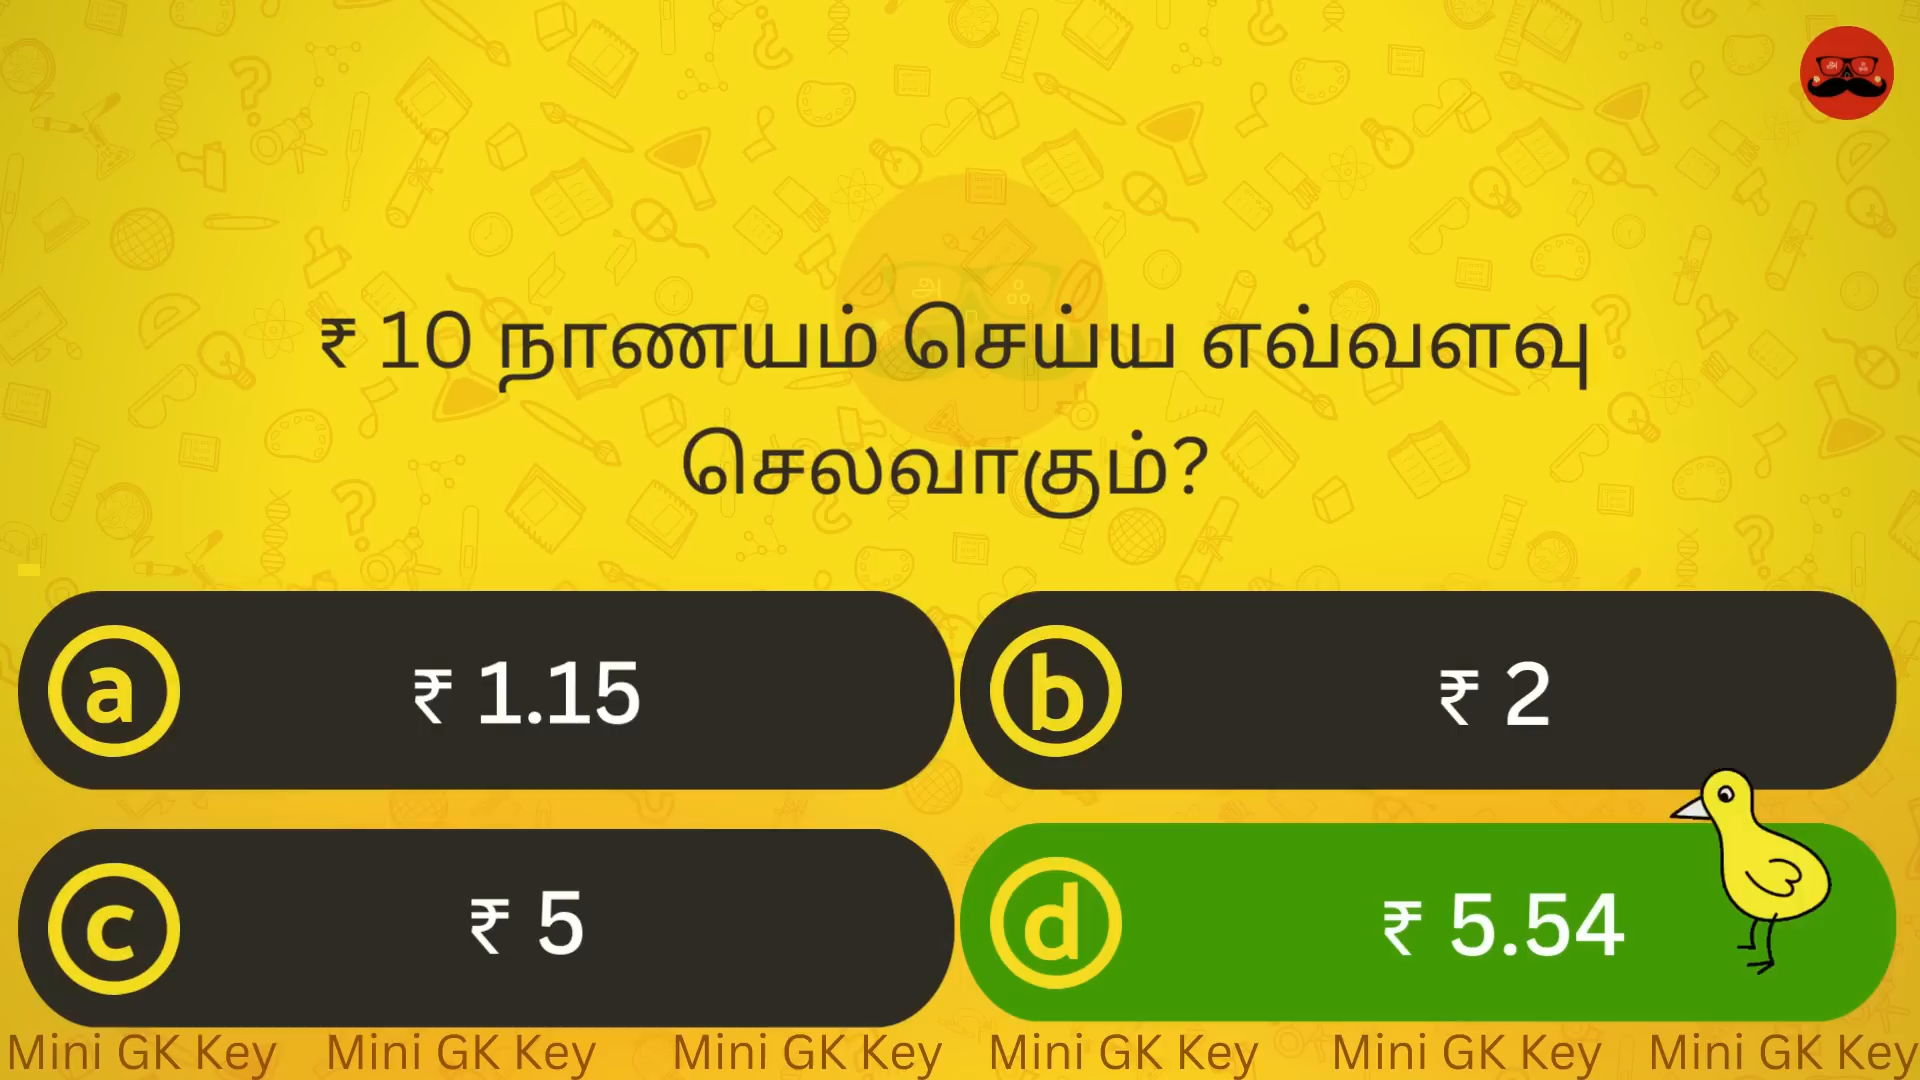 ₹ 10 நாணயம் செய்ய எவ்வளவு
செலவாகும்?
a ₹ 1.15
b ₹ 2
c ₹ 5
d ₹ 5.54
Mini GK Key Mini GK Key Mini GK Key Mini GK Key Mini GK Key Mini GK Key